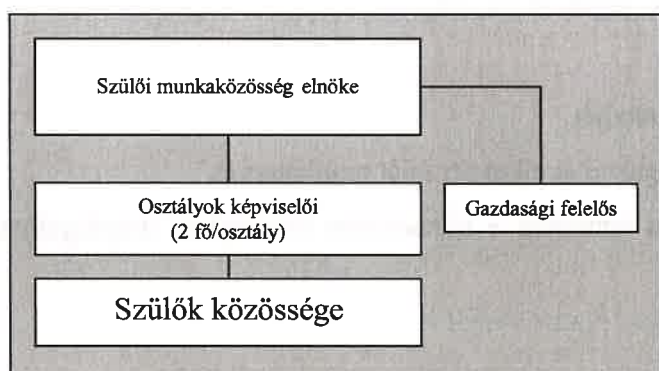 Szülői munkaközösség elnöke
Osztályok képviselői
(2 fő/osztály)
Gazdasági felelős
Szülők közössége